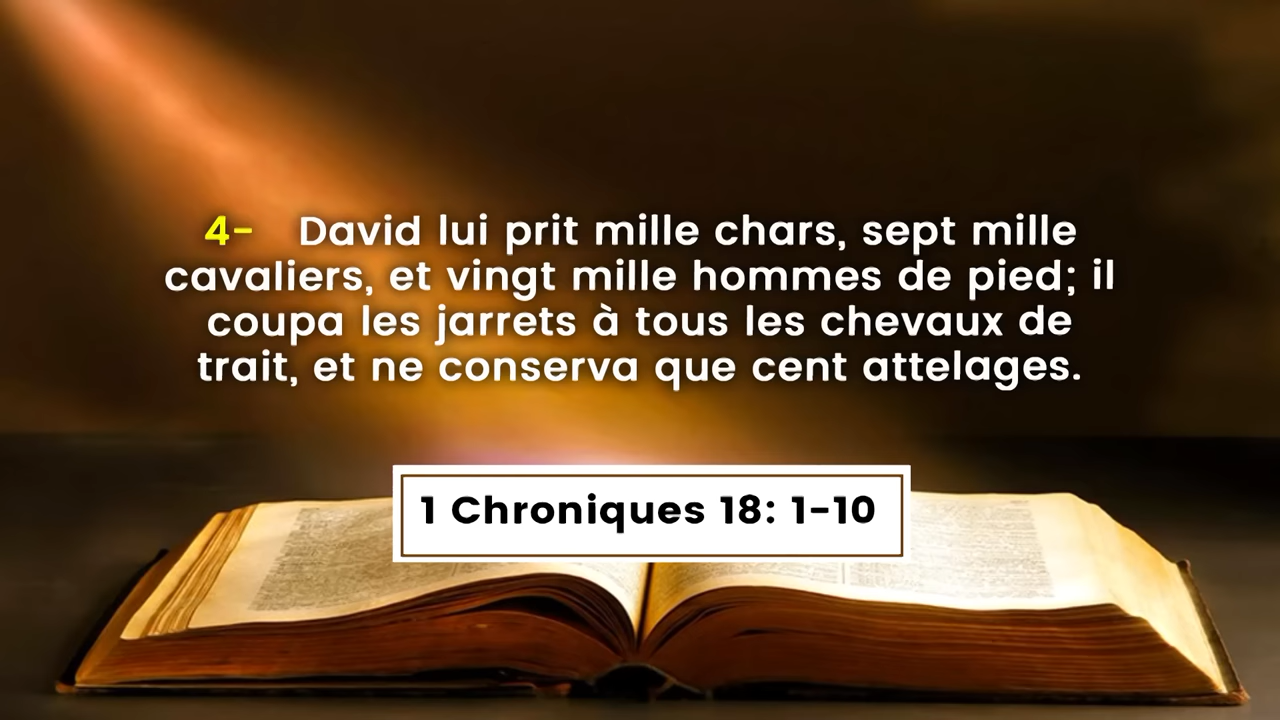 4- David lui prit mille chars, sept mille
cavaliers, et vingt mille hommes de pied; il
coupa les jarrets à tous les chevaux de
trait, et ne conserva que cent attelages.
1 Chroniques 18: 1-10